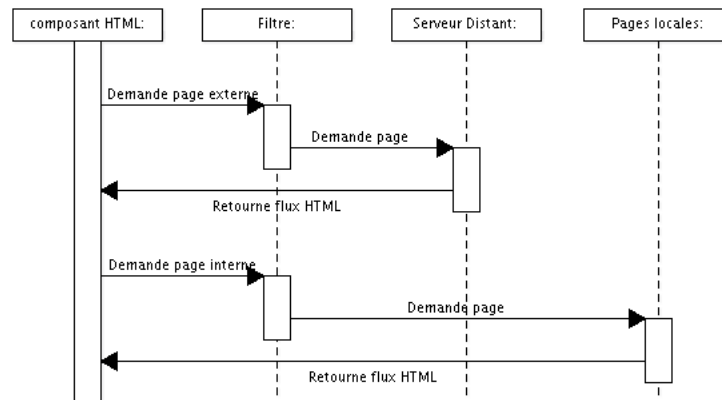 composant HTML:
Filtre:
Serveur Distant:
Pages locales:
Demande page externe
Demande page
Retourne flux HTML
Demande page interne
Demande page
Retourne flux HTML